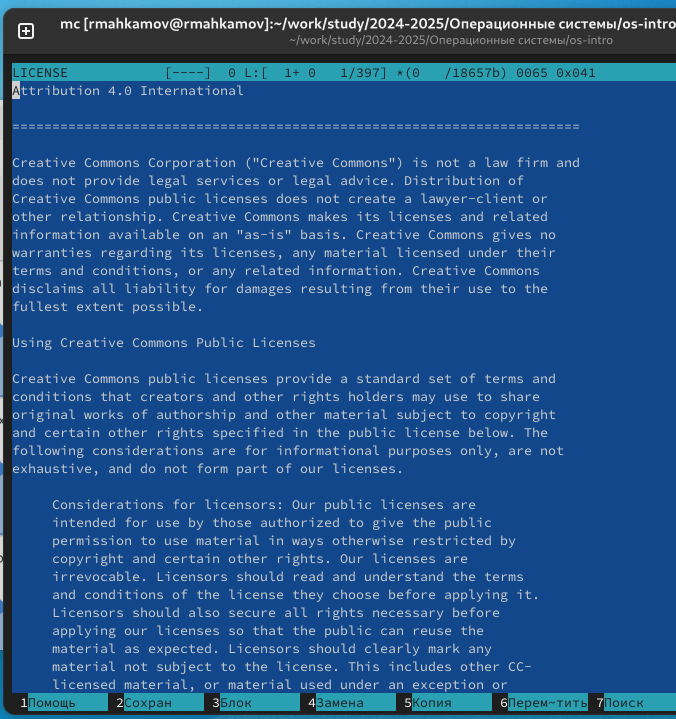 mc [rmahkamov@rmahkamov]:~/work/study/2024-2025/Операционные системы/os-intro
~/work/study/2024-2025/Операционные системы/os-intro
LICENSE            [----]  0 L:[  1+ 0   1/397] *(0   /18657b) 0065 0x041
Attribution 4.0 International
=======================================================================
Creative Commons Corporation ("Creative Commons") is not a law firm and
does not provide legal services or legal advice. Distribution of
Creative Commons public licenses does not create a lawyer-client or
other relationship. Creative Commons makes its licenses and related
information available on an "as-is" basis. Creative Commons gives no
warranties regarding its licenses, any material licensed under their
terms and conditions, or any related information. Creative Commons
disclaims all liability for damages resulting from their use to the
fullest extent possible.
Using Creative Commons Public Licenses
Creative Commons public licenses provide a standard set of terms and
conditions that creators and other rights holders may use to share
original works of authorship and other material subject to copyright
and certain other rights specified in the public license below. The
following considerations are for informational purposes only, are not
exhaustive, and do not form part of our licenses.
Considerations for licensors: Our public licenses are
intended for use by those authorized to give the public
permission to use material in ways otherwise restricted by
copyright and certain other rights. Our licenses are
irrevocable. Licensors should read and understand the terms
and conditions of the license they choose before applying it.
Licensors should also secure all rights necessary before
applying our licenses so that the public can reuse the
material as expected. Licensors should clearly mark any
material not subject to the license. This includes other CC-
licensed material, or material used under an exception or
1Помощь 2Сохран 3Блок 4Замена 5Копия 6Перем~тить 7Поиск